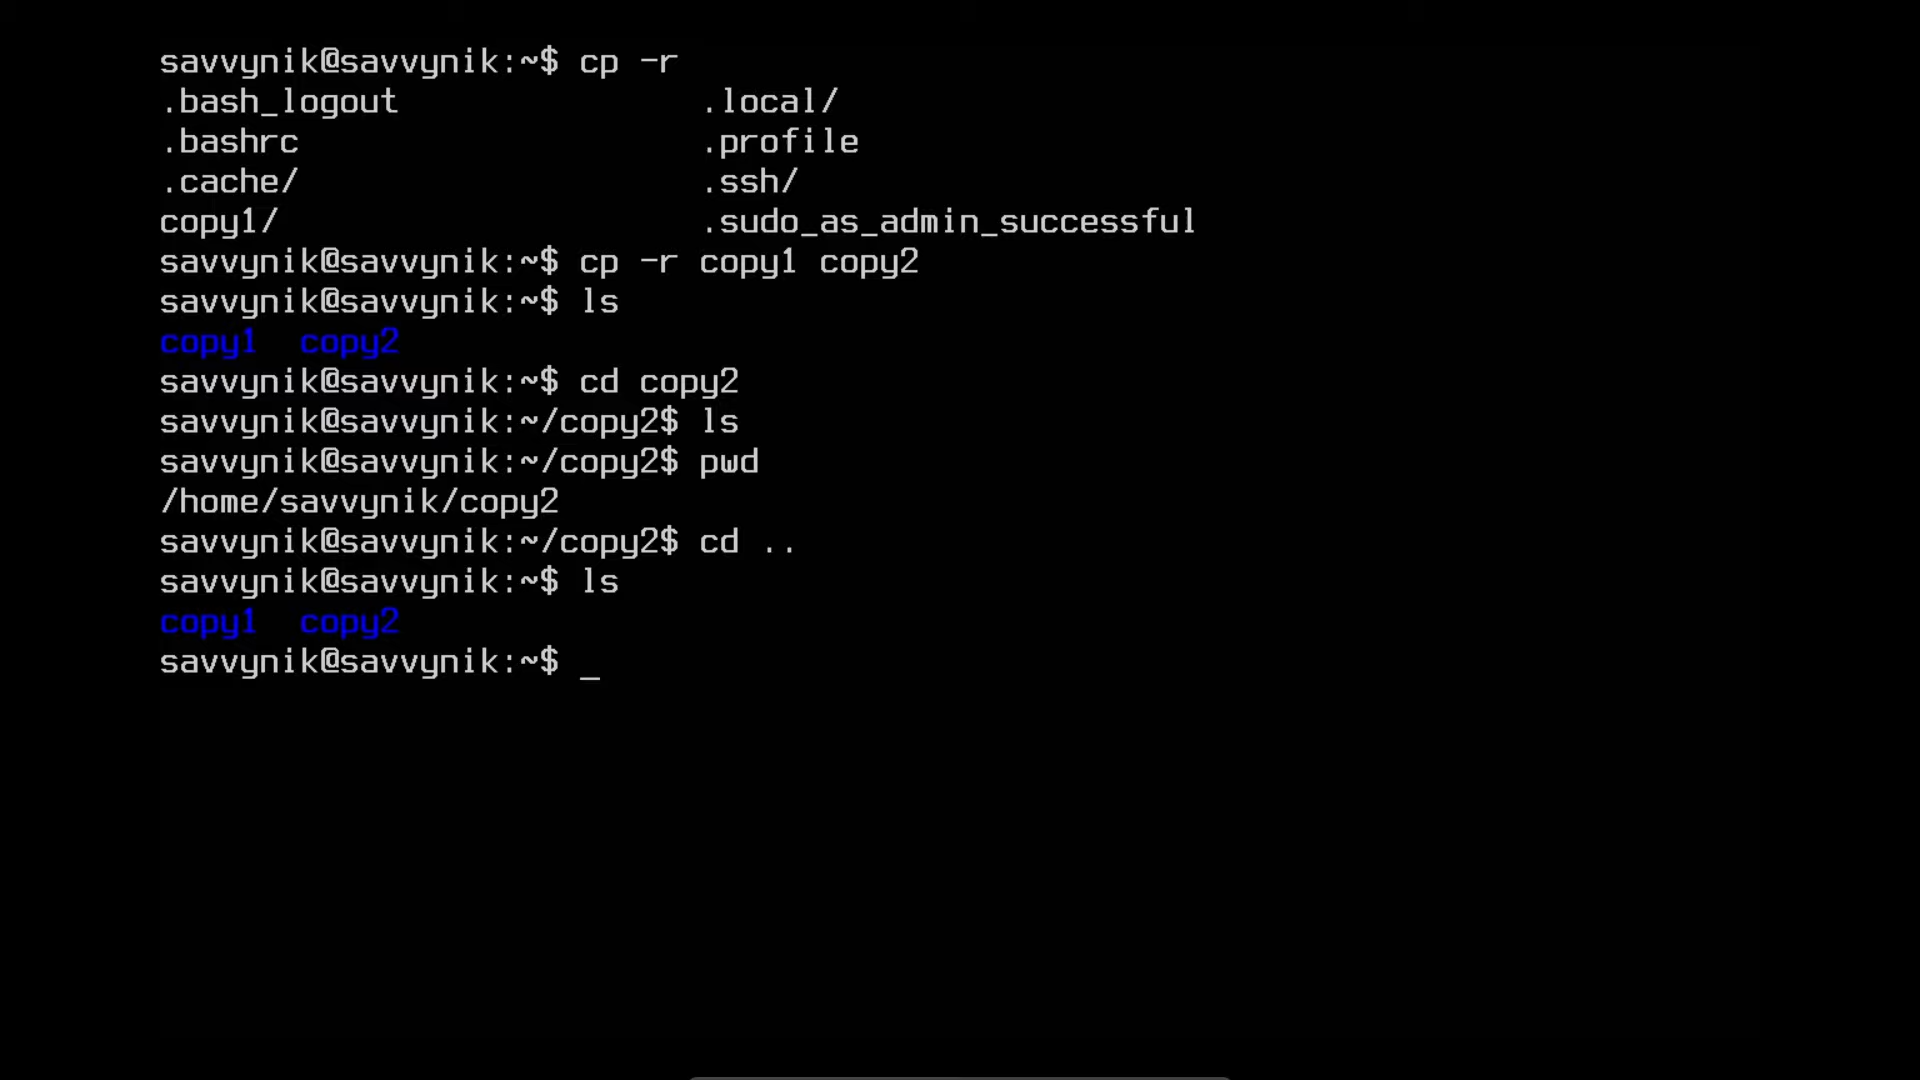 savvynik@savvynik:~$ cp -r
.bash_logout .local/
.bashrc .profile
.cache/ .ssh/
copy1/ .sudo_as_admin_successful
savvynik@savvynik:~$ cp -r copy1 copy2
savvynik@savvynik:~$ ls
copy1 copy2
savvynik@savvynik:~$ cd copy2
savvynik@savvynik:~/copy2$ ls
savvynik@savvynik:~/copy2$ pwd
/home/savvynik/copy2
savvynik@savvynik:~/copy2$ cd ..
savvynik@savvynik:~$ ls
copy1 copy2
savvynik@savvynik:~$ _